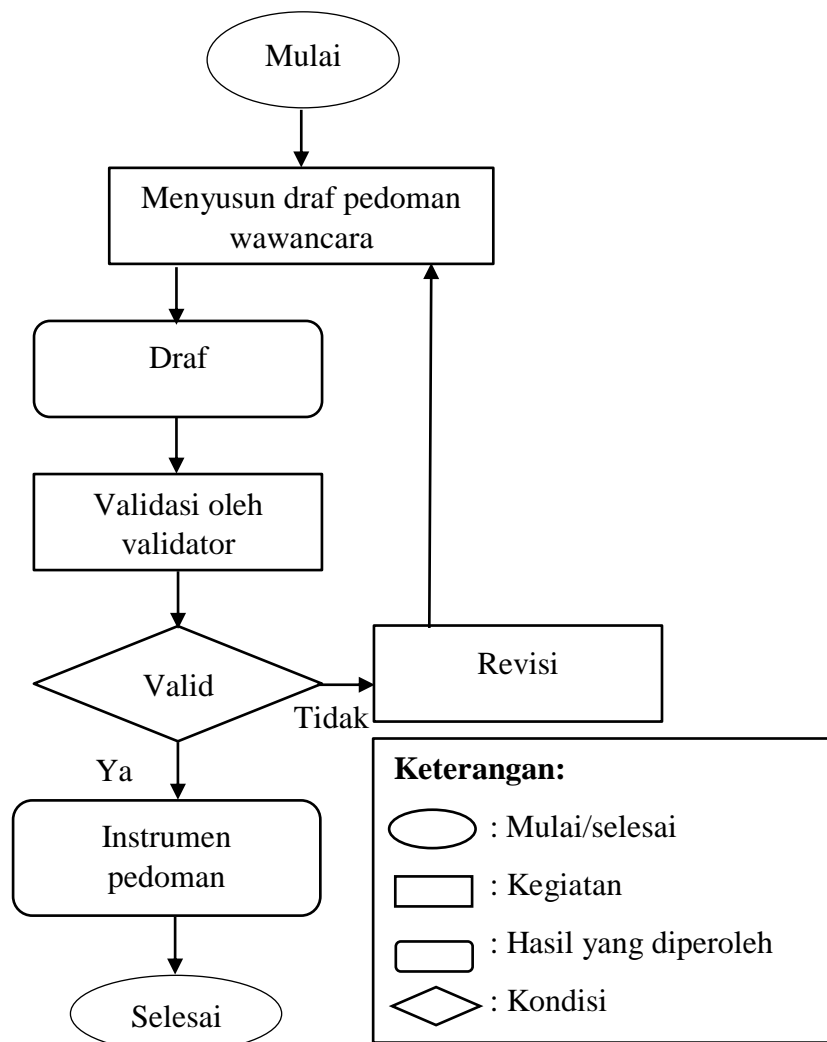 Mulai
Menyusun draf pedoman
wawancara
Draf
Validasi oleh
validator
Valid
Tidak
Revisi
Ya
Instrumen
pedoman
Selesai
Keterangan:
: Mulai/selesai
: Kegiatan
: Hasil yang diperoleh
: Kondisi